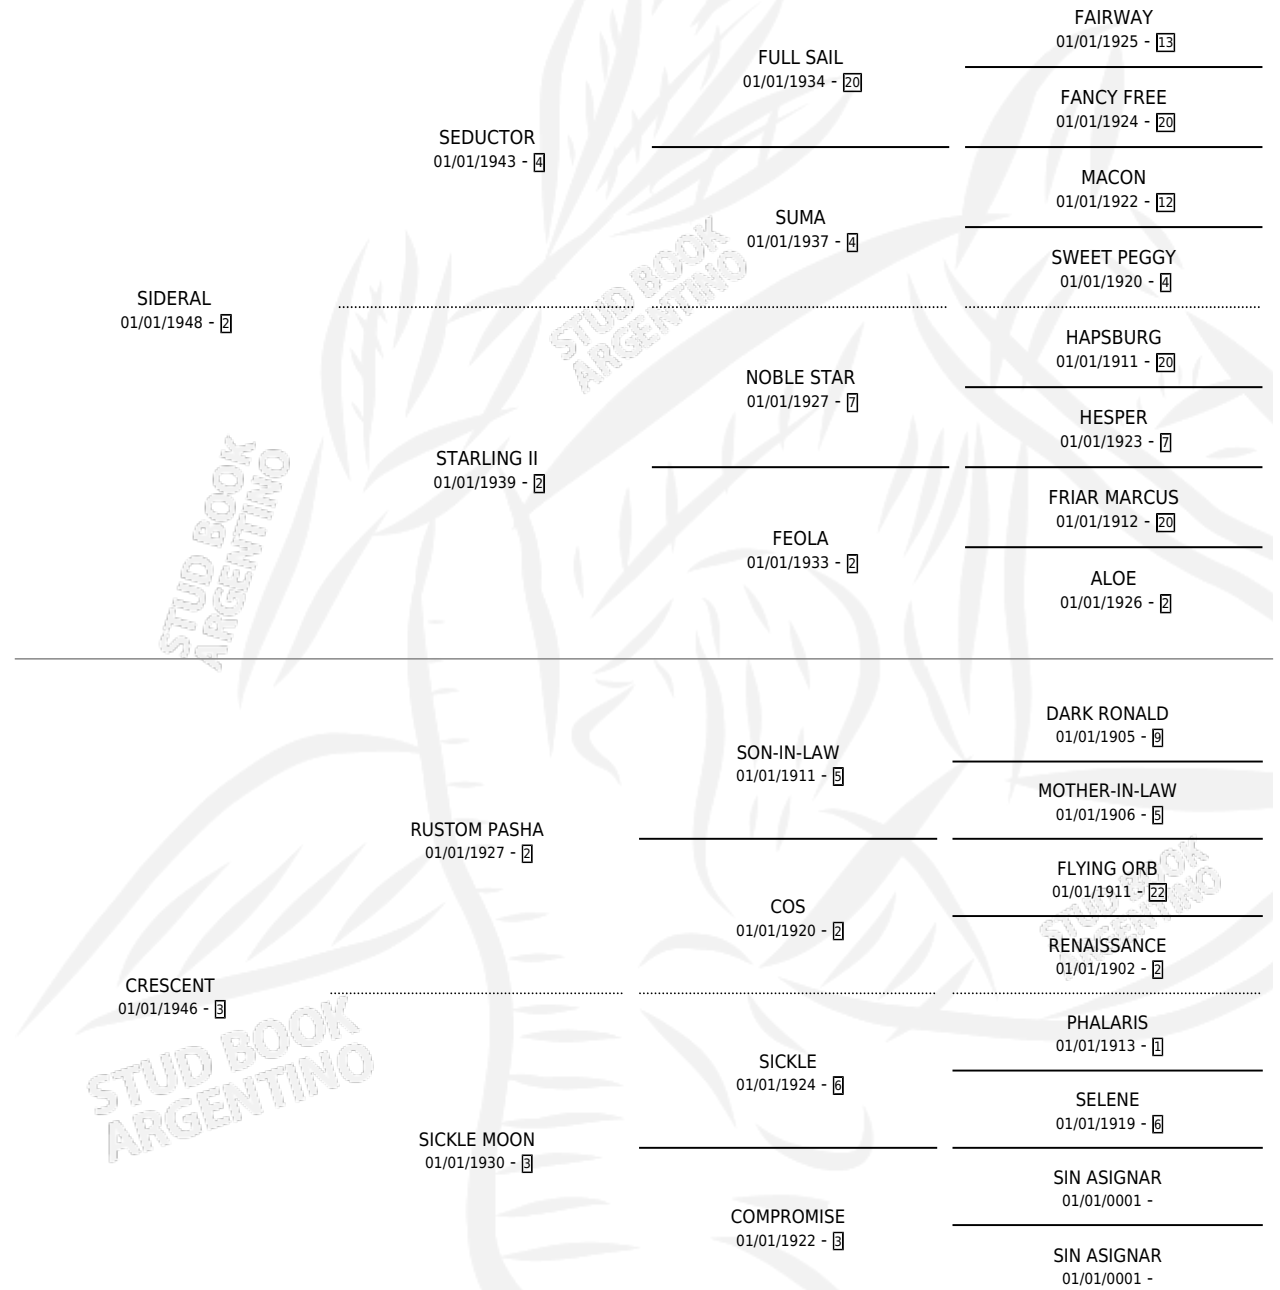 FAIRWAY
01/01/1925 - 13
FULL SAIL
01/01/1934 - 20
FANCY FREE
01/01/1924 - 20
SEDUCTOR
01/01/1943 - 4
MACON
01/01/1922 - 12
SUMA
01/01/1937 - 4
SWEET PEGGY
01/01/1920 - 4
SIDERAL
01/01/1948 - 2
HAPSBURG
01/01/1911 - 20
NOBLE STAR
01/01/1927 - 7
HESPER
01/01/1923 - 7
STARLING II
01/01/1939 - 2
FRIAR MARCUS
01/01/1912 - 20
FEOLA
01/01/1933 - 2
ALOE
01/01/1926 - 2
STUD BOOK
ARGENTINO
STUD BOOK
ARGENTINO
DARK RONALD
01/01/1905 - 9
SON-IN-LAW
01/01/1911 - 5
MOTHER-IN-LAW
01/01/1906 - 5
RUSTOM PASHA
01/01/1927 - 2
FLYING ORB
01/01/1911 - 22
COS
01/01/1920 - 2
RENAISSANCE
01/01/1902 - 2
CRESCENT
01/01/1946 - 3
PHALARIS
01/01/1913 - 1
SICKLE
01/01/1924 - 6
SELENE
01/01/1919 - 6
SICKLE MOON
01/01/1930 - 3
SIN ASIGNAR
01/01/0001 -
COMPROMISE
01/01/1922 - 3
SIN ASIGNAR
01/01/0001 -
STUD BOOK
ARGENTINO
STUD BOOK
ARGENTINO